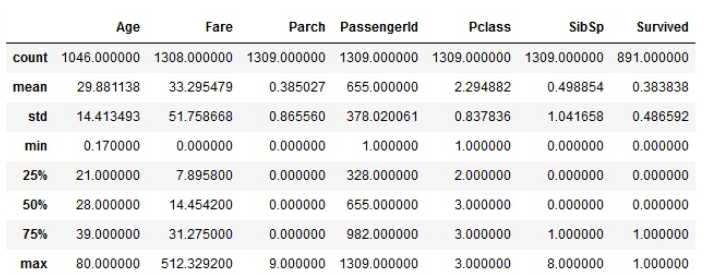 Age Fare Parch PassengerId Pclass SibSp Survived
count 1046.000000 1308.000000 1309.000000 1309.000000 1309.000000 1309.000000 891.000000
mean 29.881138 33.295479 0.385027 655.000000 2.294882 0.498854 0.383838
std 14.413493 51.758668 0.865560 378.020061 0.837836 1.041658 0.486592
min 0.170000 0.000000 0.000000 1.000000 1.000000 0.000000 0.000000
25% 21.000000 7.895800 0.000000 328.000000 2.000000 0.000000 0.000000
50% 28.000000 14.454200 0.000000 655.000000 3.000000 0.000000 0.000000
75% 39.000000 31.275000 0.000000 982.000000 3.000000 1.000000 1.000000
max 80.000000 512.329200 9.000000 1309.000000 3.000000 8.000000 1.000000